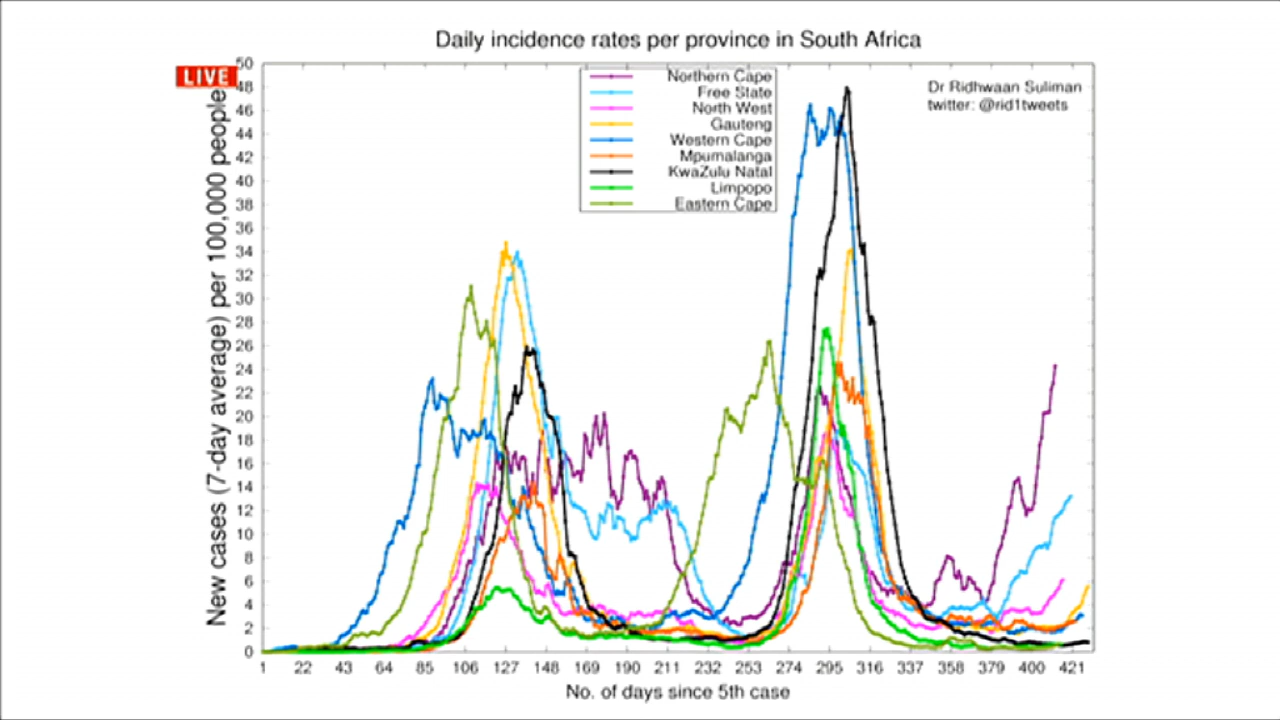 Daily incidence rates per province in South Africa
LIVE
New cases (7-day average) per 100,000 people
50
48
46
44
42
40
38
36
34
32
30
28
26
24
22
20
18
16
14
12
10
8
6
4
2
0
Northern Cape
Free State
North West
Gauteng
Western Cape
Mpumalanga
KwaZulu Natal
Limpopo
Eastern Cape
Dr Ridhwaan Suliman
twitter: @rid1tweets
1 22 43 64 85 106 127 148 169 190 211 232 253 274 295 316 337 358 379 400 421
No. of days since 5th case